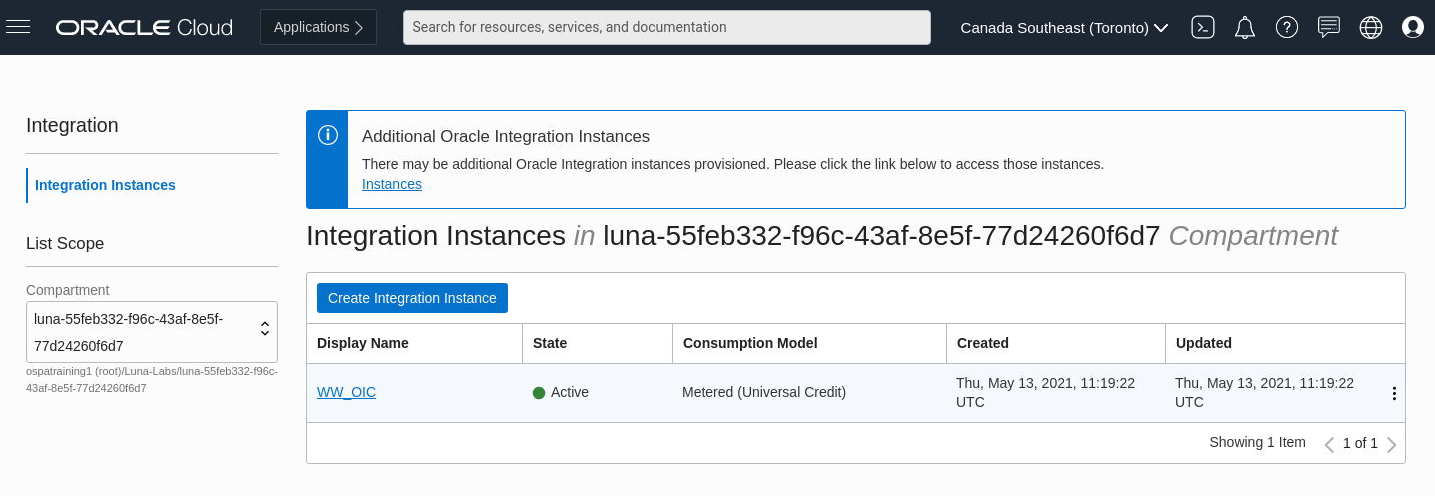 ORACLE Cloud
Applications
Search for resources, services, and documentation
Canada Southeast (Toronto)
Integration
Integration Instances
List Scope
Compartment
luna-55feb332-f96c-43af-8e5f-
77d24260f6d7
ospatraining1 (root)/Luna-Labs/luna-55feb332-f96c-
43af-8e5f-77d24260f6d7
Additional Oracle Integration Instances
There may be additional Oracle Integration instances provisioned. Please click the link below to access those instances.
Instances
Integration Instances in luna-55feb332-f96c-43af-8e5f-77d24260f6d7 Compartment
Create Integration Instance
Display Name State Consumption Model Created Updated
WW_OIC Active Metered (Universal Credit) Thu, May 13, 2021, 11:19:22 Thu, May 13, 2021, 11:19:22
UTC UTC
Showing 1 Item 1 of 1